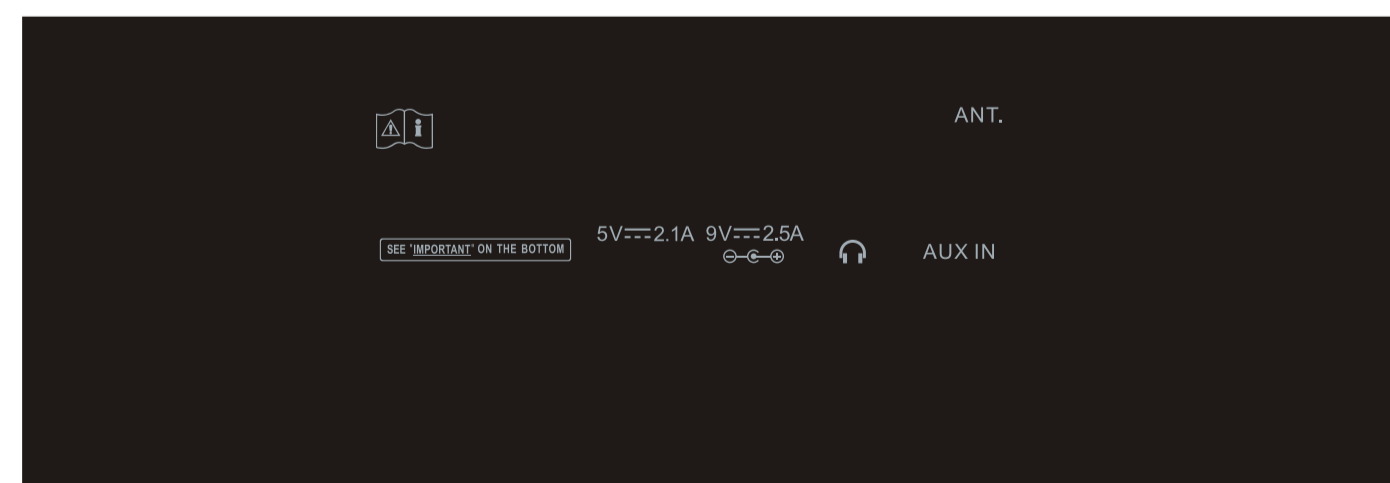 ANT.
5V⎓2.1A 9V⎓2.5A
SEE "IMPORTANT" ON THE BOTTOM
AUX IN